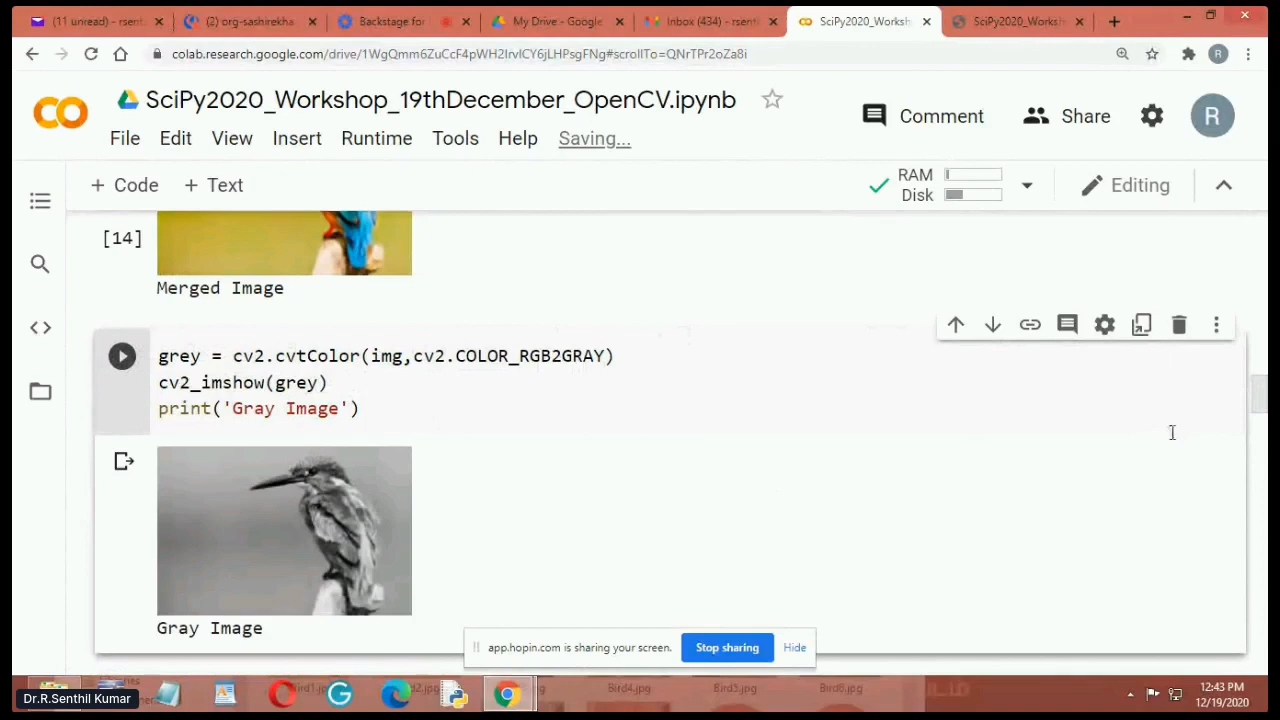 (11 unread) - rsent
(2) org-sashirekha
Backstage for
My Drive - Google
Inbox (434) - rsent
SciPy2020_Worksh
SciPy2020_Worksh
colab.research.google.com/drive/1WgQmm6ZuCcF4pWH2IrvlCY6jLHPsgFNg#scrollTo=QNrTPr2oZa8i
R
SciPy2020_Workshop_19thDecember_OpenCV.ipynb
Comment
Share
R
File Edit View Insert Runtime Tools Help Saving...
+ Code + Text
RAM
Disk
Editing
[14]
Merged Image
grey = cv2.cvtColor(img,cv2.COLOR_RGB2GRAY)
cv2_imshow(grey)
print('Gray Image')
Gray Image
app.hopin.com is sharing your screen.
Stop sharing
Hide
Bird4.jpg
Bird5.jpg
Bird6.jpg
Dr.R.Senthil Kumar
12:43 PM
12/19/2020